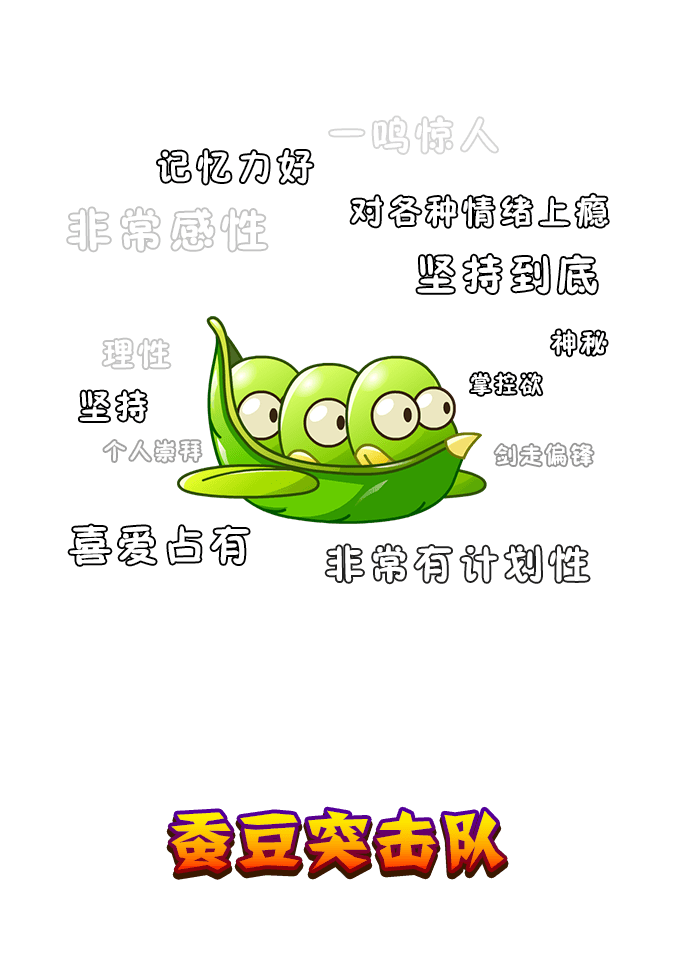 一鸣惊人
记忆力好
对各种情绪上瘾
非常感性
坚持到底
神秘
理性
掌控欲
坚持
个人崇拜
剑走偏锋
喜爱占有
非常有计划性
蚕豆突击队